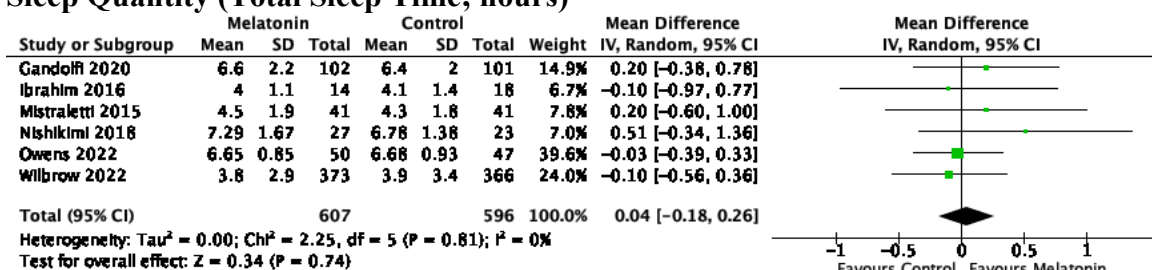 Sleep Quantity (Total Sleep Time, hours)
Melatonin Control Mean Difference Mean Difference
Study or Subgroup Mean SD Total Mean SD Total Weight IV, Random, 95% CI IV, Random, 95% CI
Gandolfi 2020 6.6 2.2 102 6.4 2 101 14.9% 0.20 [-0.38, 0.78]
Ibrahim 2016 4 1.1 14 4.1 1.4 18 6.7% -0.10 [-0.97, 0.77]
Mistraletti 2015 4.5 1.9 41 4.3 1.8 41 7.8% 0.20 [-0.60, 1.00]
Nishikimi 2018 7.29 1.67 27 6.78 1.38 23 7.0% 0.51 [-0.34, 1.36]
Owens 2022 6.65 0.85 50 6.68 0.93 47 39.6% -0.03 [-0.39, 0.33]
Wilbrow 2022 3.8 2.9 373 3.9 3.4 366 24.0% -0.10 [-0.56, 0.36]
Total (95% CI) 607 596 100.0% 0.04 [-0.18, 0.26]
Heterogeneity: Tau² = 0.00; Chi² = 2.25, df = 5 (P = 0.81); I² = 0%
Test for overall effect: Z = 0.34 (P = 0.74)
-1 -0.5 0 0.5 1
Favours Control Favours Melatonin